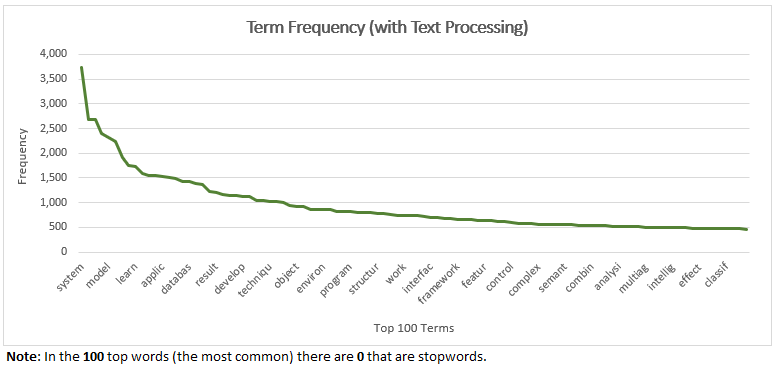 Term Frequency (with Text Processing)
4,000
3,500
3,000
2,500
2,000
1,500
1,000
500
0
Frequency
system
model
learn
applic
databas
result
develop
techniqu
object
environ
program
structur
work
interfac
framework
featur
control
complex
semant
combin
analysi
multiag
intellig
effect
classif
Top 100 Terms
Note: In the 100 top words (the most common) there are 0 that are stopwords.